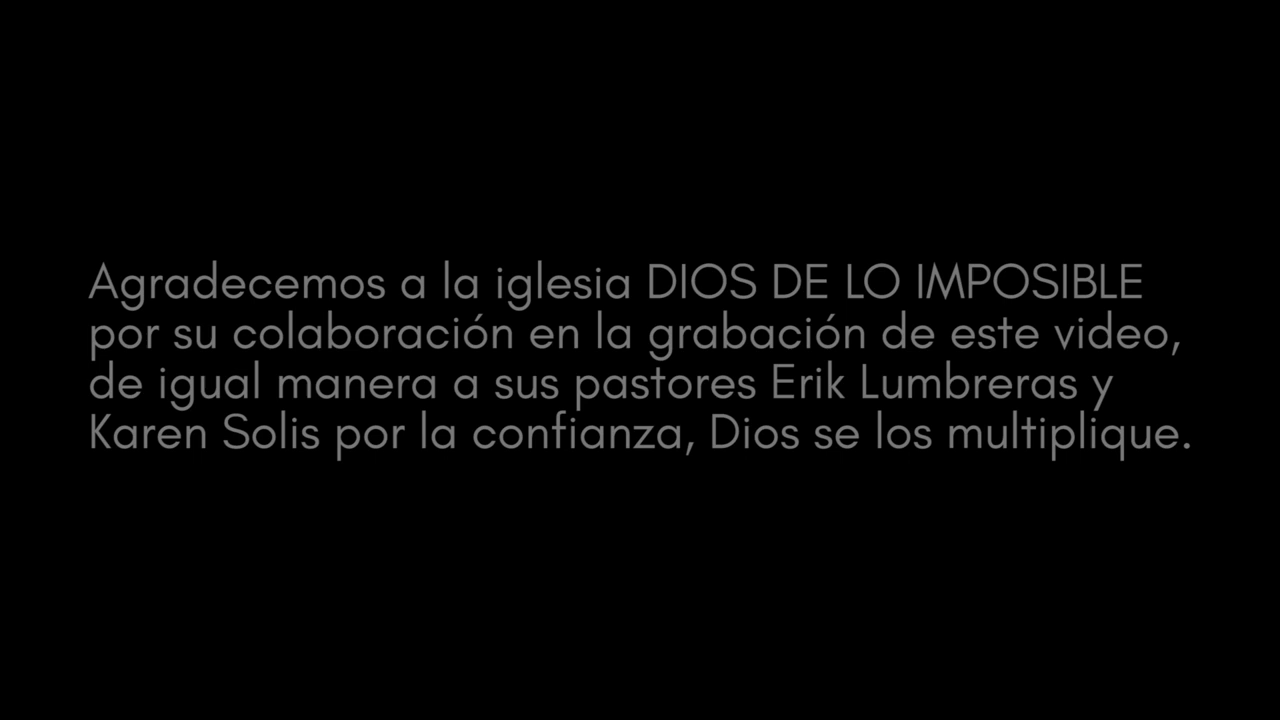 Agradecemos a la iglesia DIOS DE LO IMPOSIBLE
por su colaboración en la grabación de este video,
de igual manera a sus pastores Erik Lumbreras y
Karen Solis por la confianza, Dios se los multiplique.